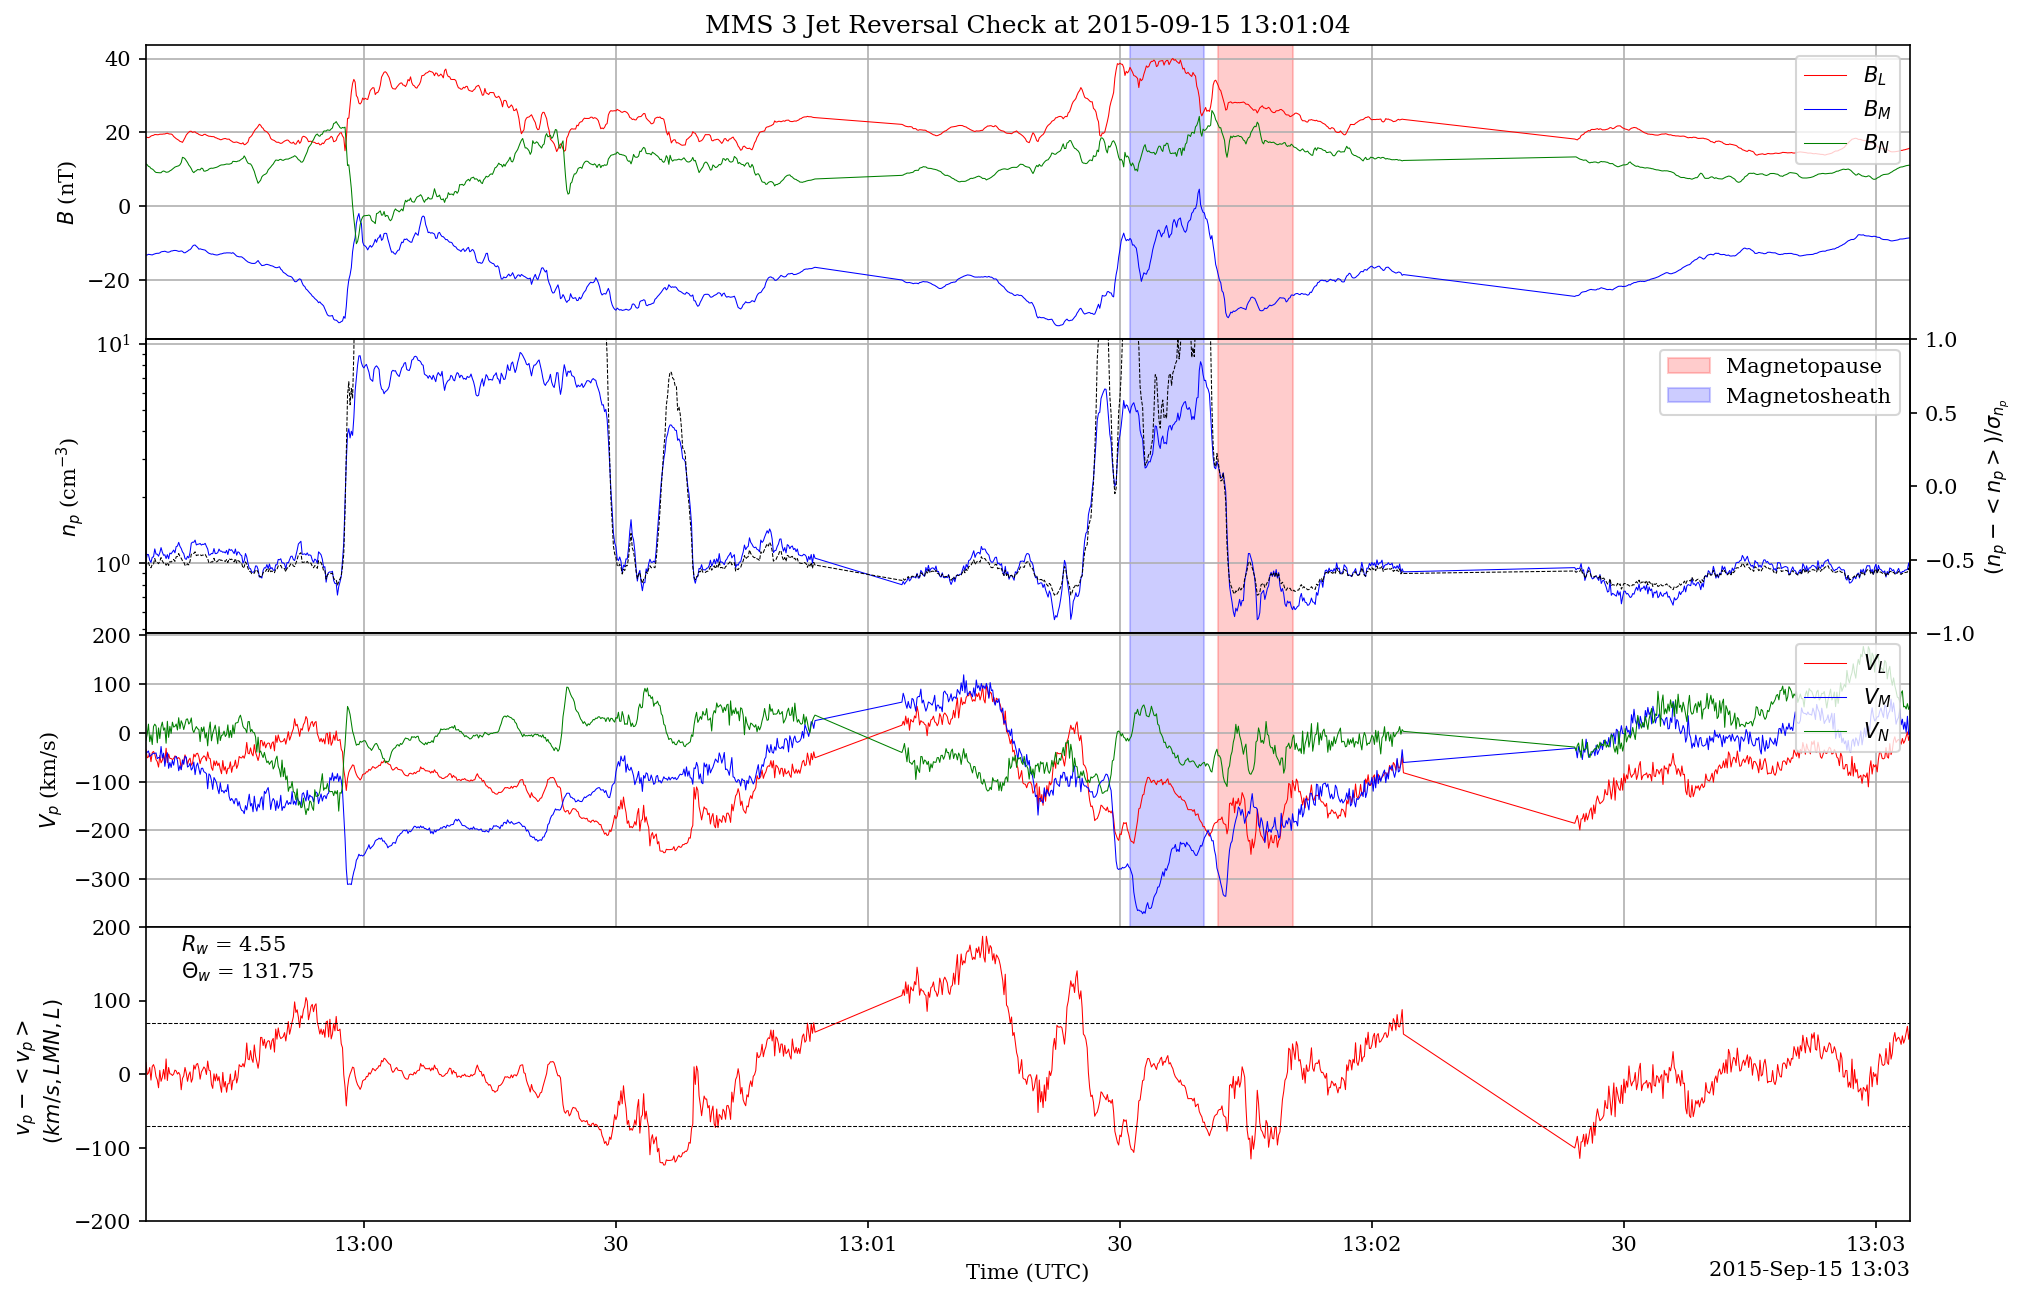 MMS 3 Jet Reversal Check at 2015-09-15 13:01:04
40
20
0
−20
B (nT)
B_L
B_M
B_N
10^1
10^0
n_p (cm^−3)
1.0
0.5
0.0
−0.5
−1.0
(n_p − < n_p >)/σ_{n_p}
Magnetopause
Magnetosheath
200
100
0
−100
−200
−300
V_p (km/s)
V_L
V_M
V_N
200
100
0
−100
−200
v_p − < v_p >
(km/s, LMN, L)
R_w = 4.55
Θ_w = 131.75
13:00
30
13:01
30
13:02
30
13:03
Time (UTC)
2015-Sep-15 13:03